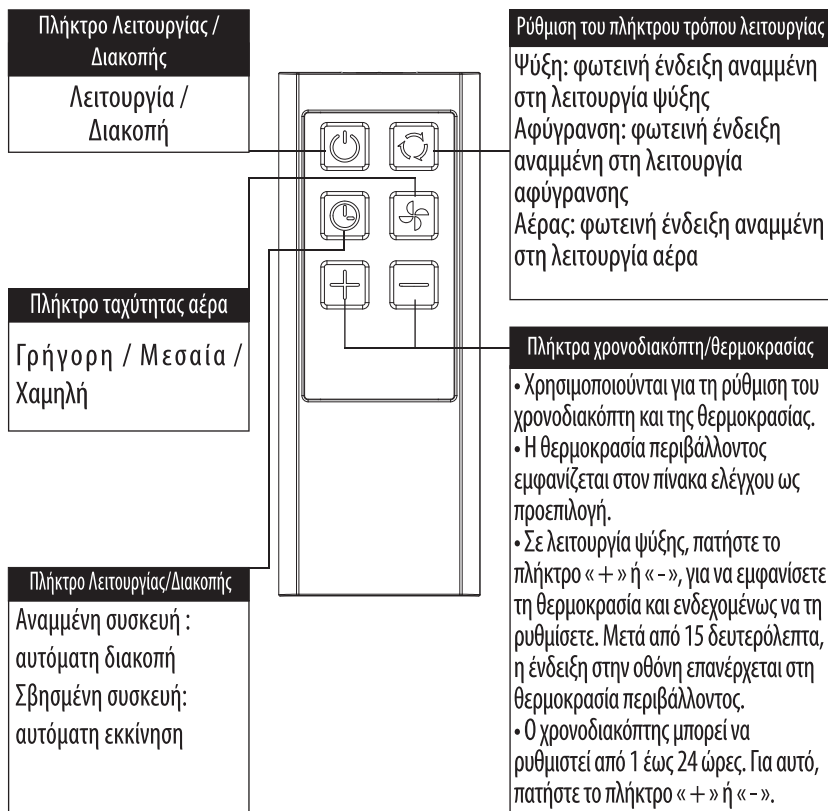 Πλήκτρο Λειτουργίας /
Διακοπής
Λειτουργία /
Διακοπή
Πλήκτρο ταχύτητας αέρα
Γρήγορη / Μεσαία /
Χαμηλή
Πλήκτρο Λειτουργίας/Διακοπής
Αναμμένη συσκευή :
αυτόματη διακοπή
Σβησμένη συσκευή:
αυτόματη εκκίνηση
Ρύθμιση του πλήκτρου τρόπου λειτουργίας
Ψύξη: φωτεινή ένδειξη αναμμένη
στη λειτουργία ψύξης
Αφύγρανση: φωτεινή ένδειξη
αναμμένη στη λειτουργία
αφύγρανσης
Αέρας: φωτεινή ένδειξη αναμμένη
στη λειτουργία αέρα
Πλήκτρα χρονοδιακόπτη/θερμοκρασίας
• Χρησιμοποιούνται για τη ρύθμιση του
χρονοδιακόπτη και της θερμοκρασίας.
• Η θερμοκρασία περιβάλλοντος
εμφανίζεται στον πίνακα ελέγχου ως
προεπιλογή.
• Σε λειτουργία ψύξης, πατήστε το
πλήκτρο « + » ή « - », για να εμφανίσετε
τη θερμοκρασία και ενδεχομένως να τη
ρυθμίσετε. Μετά από 15 δευτερόλεπτα,
η ένδειξη στην οθόνη επανέρχεται στη
θερμοκρασία περιβάλλοντος.
• Ο χρονοδιακόπτης μπορεί να
ρυθμιστεί από 1 έως 24 ώρες. Για αυτό,
πατήστε το πλήκτρο « + » ή « - ».